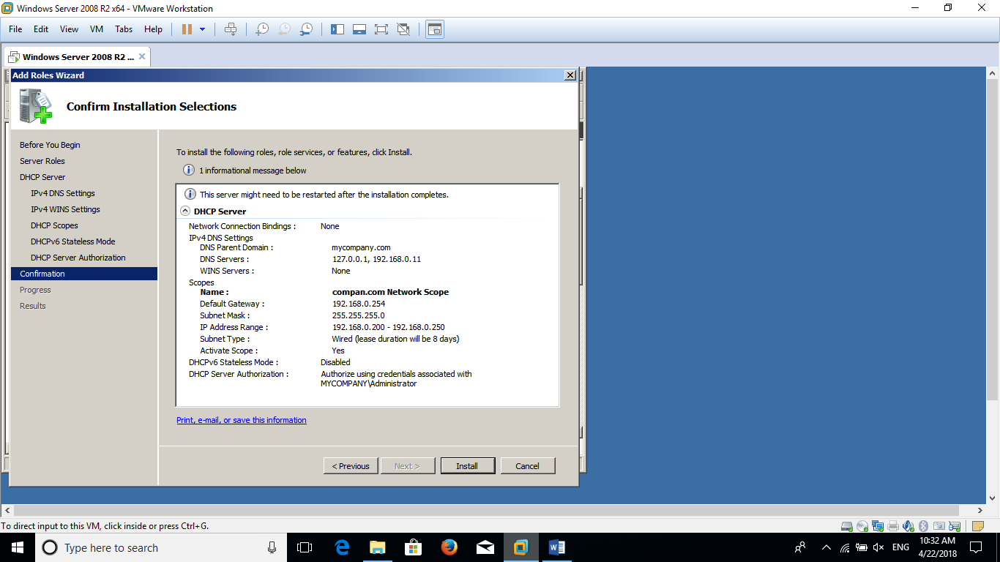 Windows Server 2008 R2 x64 - VMware Workstation
File Edit View VM Tabs Help
Windows Server 2008 R2 ...
Add Roles Wizard
Confirm Installation Selections
Before You Begin
Server Roles
DHCP Server
IPv4 DNS Settings
IPv4 WINS Settings
DHCP Scopes
DHCPv6 Stateless Mode
DHCP Server Authorization
Confirmation
Progress
Results
To install the following roles, role services, or features, click Install.
1 informational message below
This server might need to be restarted after the installation completes.
DHCP Server
Network Connection Bindings : None
IPv4 DNS Settings
DNS Parent Domain : mycompany.com
DNS Servers : 127.0.0.1, 192.168.0.11
WINS Servers : None
Scopes
Name : compan.com Network Scope
Default Gateway : 192.168.0.254
Subnet Mask : 255.255.255.0
IP Address Range : 192.168.0.200 - 192.168.0.250
Subnet Type : Wired (lease duration will be 8 days)
Activate Scope : Yes
DHCPv6 Stateless Mode : Disabled
DHCP Server Authorization : Authorize using credentials associated with
MYCOMPANY\Administrator
Print, e-mail, or save this information
< Previous Next > Install Cancel
To direct input to this VM, click inside or press Ctrl+G.
Type here to search
ENG
10:32 AM
4/22/2018